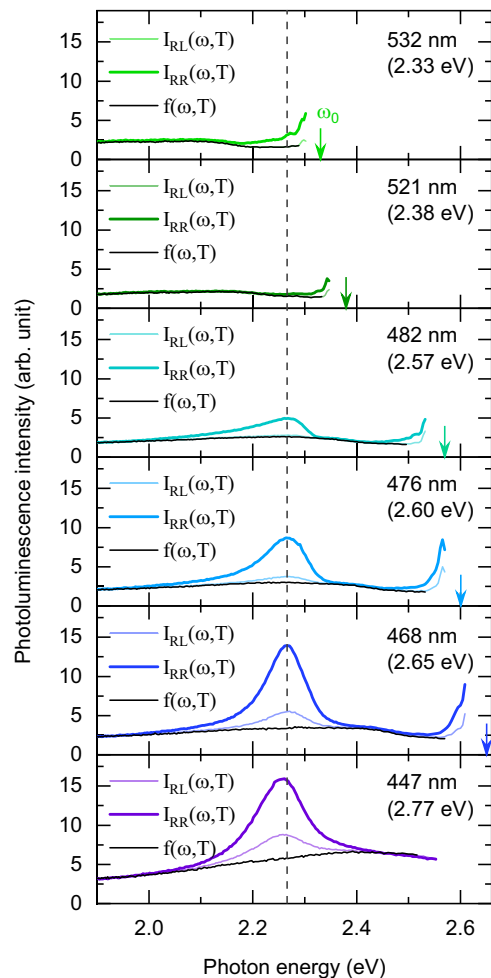 Photoluminescence intensity (arb. unit)
15
10
5
0
I_RL(ω,T)
I_RR(ω,T)
f(ω,T)
532 nm
(2.33 eV)
ω₀
15
10
5
0
I_RL(ω,T)
I_RR(ω,T)
f(ω,T)
521 nm
(2.38 eV)
15
10
5
0
I_RL(ω,T)
I_RR(ω,T)
f(ω,T)
482 nm
(2.57 eV)
15
10
5
0
I_RL(ω,T)
I_RR(ω,T)
f(ω,T)
476 nm
(2.60 eV)
15
10
5
0
I_RL(ω,T)
I_RR(ω,T)
f(ω,T)
468 nm
(2.65 eV)
15
10
5
0
I_RL(ω,T)
I_RR(ω,T)
f(ω,T)
447 nm
(2.77 eV)
2.0 2.2 2.4 2.6
Photon energy (eV)